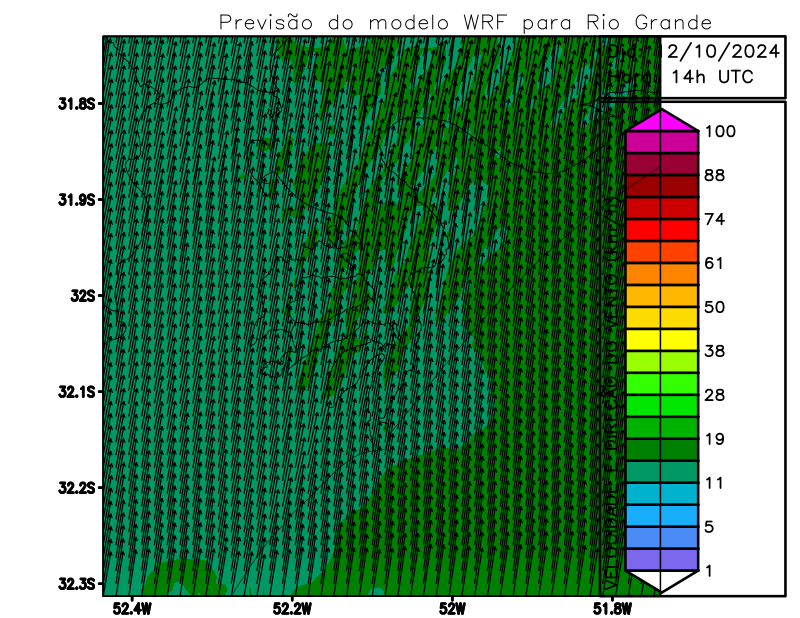 Previsão do modelo WRF para Rio Grande
2/10/2024
Hora: 14h UTC
31.8S
31.9S
32S
32.1S
32.2S
32.3S
52.4W
52.2W
52W
51.8W
100
88
74
61
50
38
28
19
11
5
1
VELOCIDADE E DIREÇÃO DO VENTO (km/h)